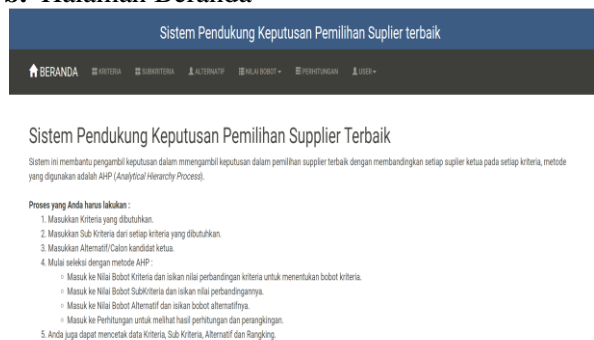 b. Halaman Beranda
Sistem Pendukung Keputusan Pemilihan Suplier terbaik
BERANDA KRITERIA SUBKRITERIA ALTERNATIF NILAI BOBOT PERHITUNGAN USER
Sistem Pendukung Keputusan Pemilihan Supplier Terbaik
Sistem ini membantu pengambil keputusan dalam mmengambil keputusan dalam pemilihan supplier terbaik dengan membandingkan setiap suplier ketua pada setiap kriteria, metode
yang digunakan adalah AHP (Analytical Hierarchy Process).
Proses yang Anda harus lakukan :
1. Masukkan Kriteria yang dibutuhkan.
2. Masukkan Sub Kriteria dari setiap kriteria yang dibutuhkan.
3. Masukkan Alternatif/Calon kandidat ketua.
4. Mulai seleksi dengan metode AHP :
Masuk ke Nilai Bobot Kriteria dan isikan nilai perbandingan kriteria untuk menentukan bobot kriteria.
Masuk ke Nilai Bobot SubKriteria dan isikan nilai perbandingannya.
Masuk ke Nilai Bobot Alternatif dan isikan bobot alternatifnya.
Masuk ke Perhitungan untuk melihat hasil perhitungan dan perangkingan.
5. Anda juga dapat mencetak data Kriteria, Sub Kriteria, Alternatif dan Rangking.